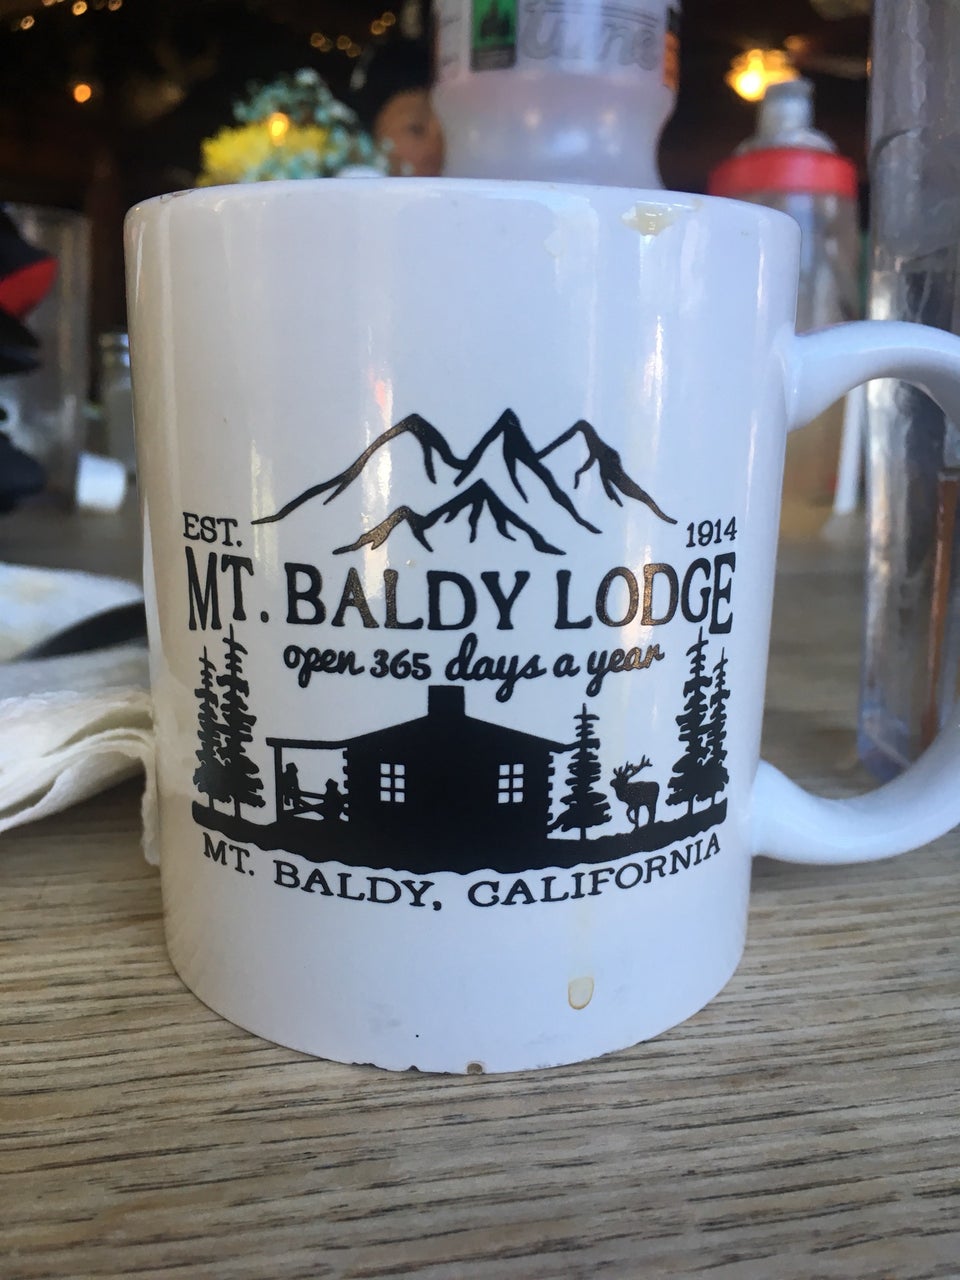 EST. 1914
MT. BALDY LODGE
open 365 days a year
MT. BALDY, CALIFORNIA